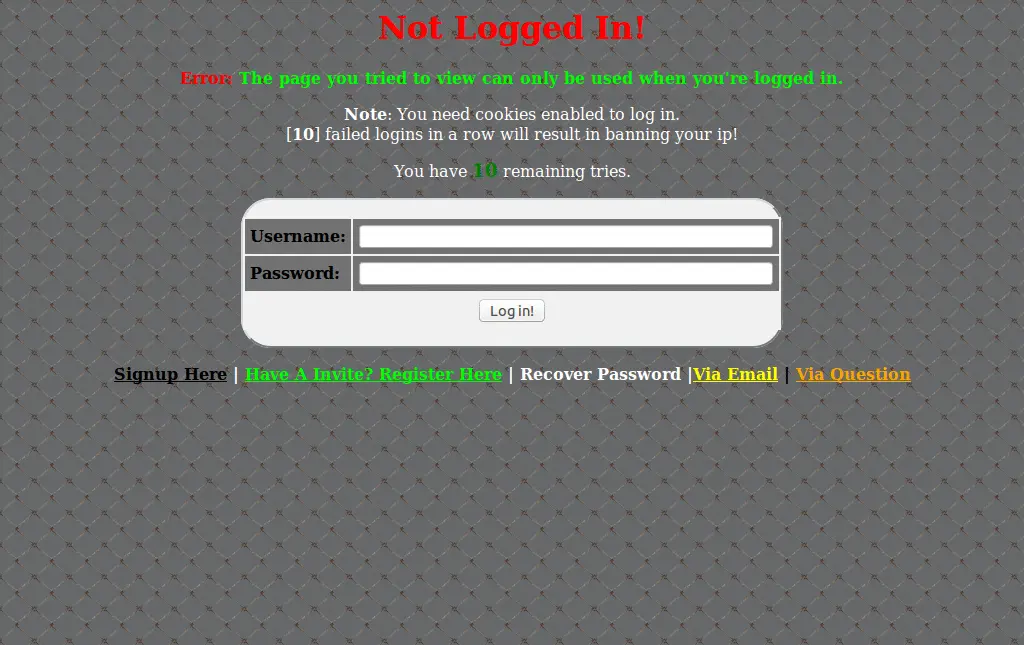 Not Logged In!
Error: The page you tried to view can only be used when you're logged in.
Note: You need cookies enabled to log in.
[10] failed logins in a row will result in banning your ip!
You have 10 remaining tries.
Username:
Password:
Log in!
Signup Here | Have A Invite? Register Here | Recover Password |Via Email | Via Question